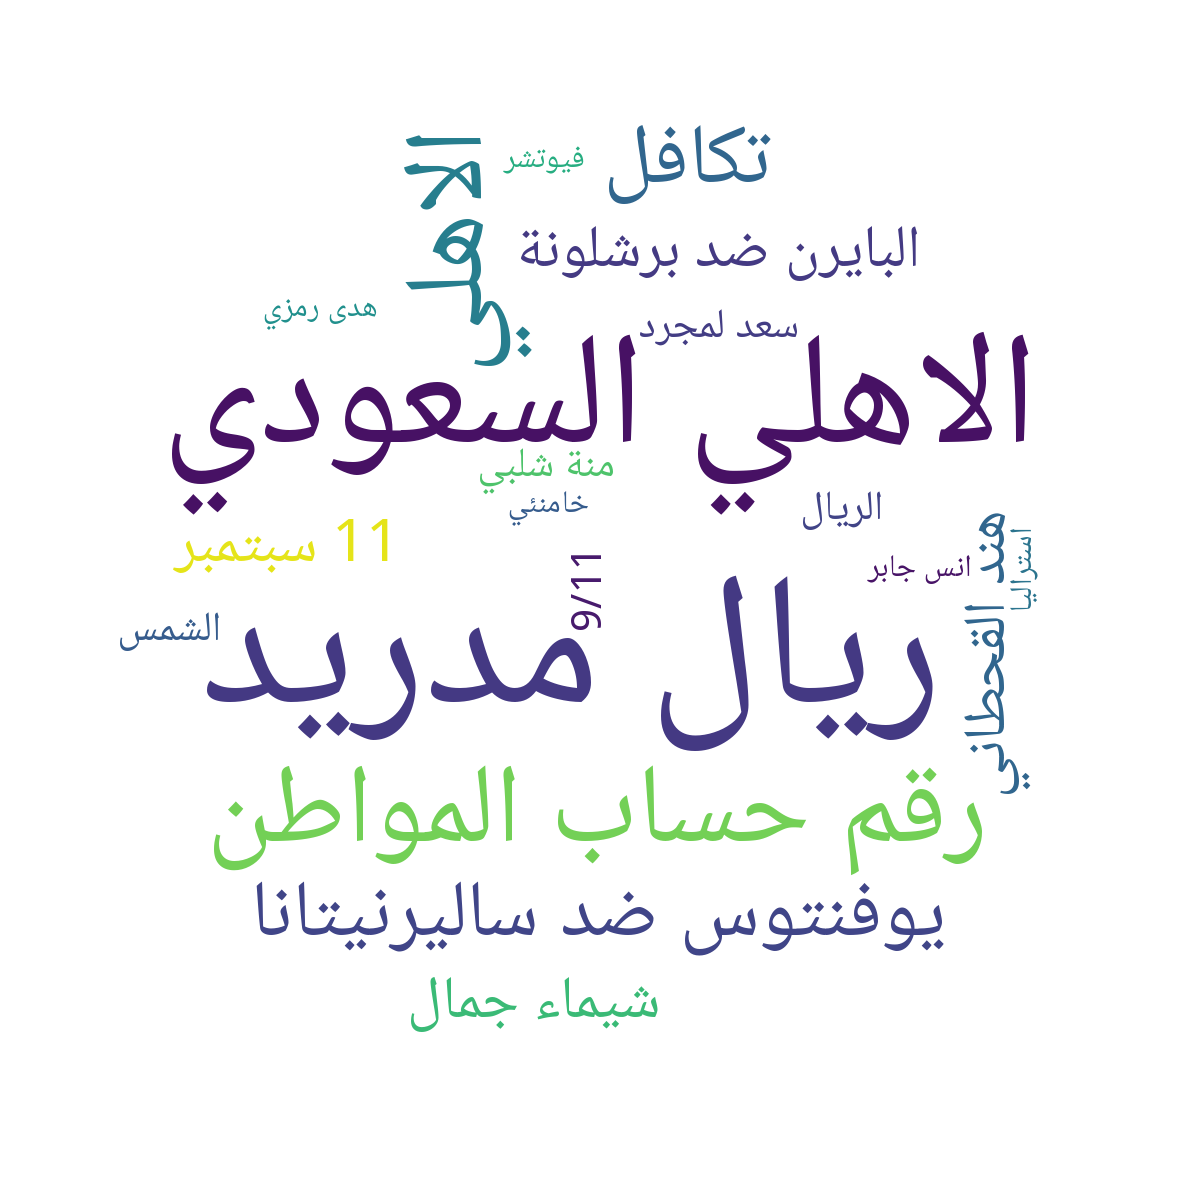 تكافل
فيوتشر
الاهلي
البايرن ضد برشلونة
هدى رمزي
سعد لمجرد
الاهلي السعودي
منة شلبي
خامنئي
الريال
11 سبتمبر
هند القحطاني
استراليا
انس جابر
9/11
الشمس
ريال مدريد
رقم حساب المواطن
يوفنتوس ضد ساليرنيتانا
شيماء جمال